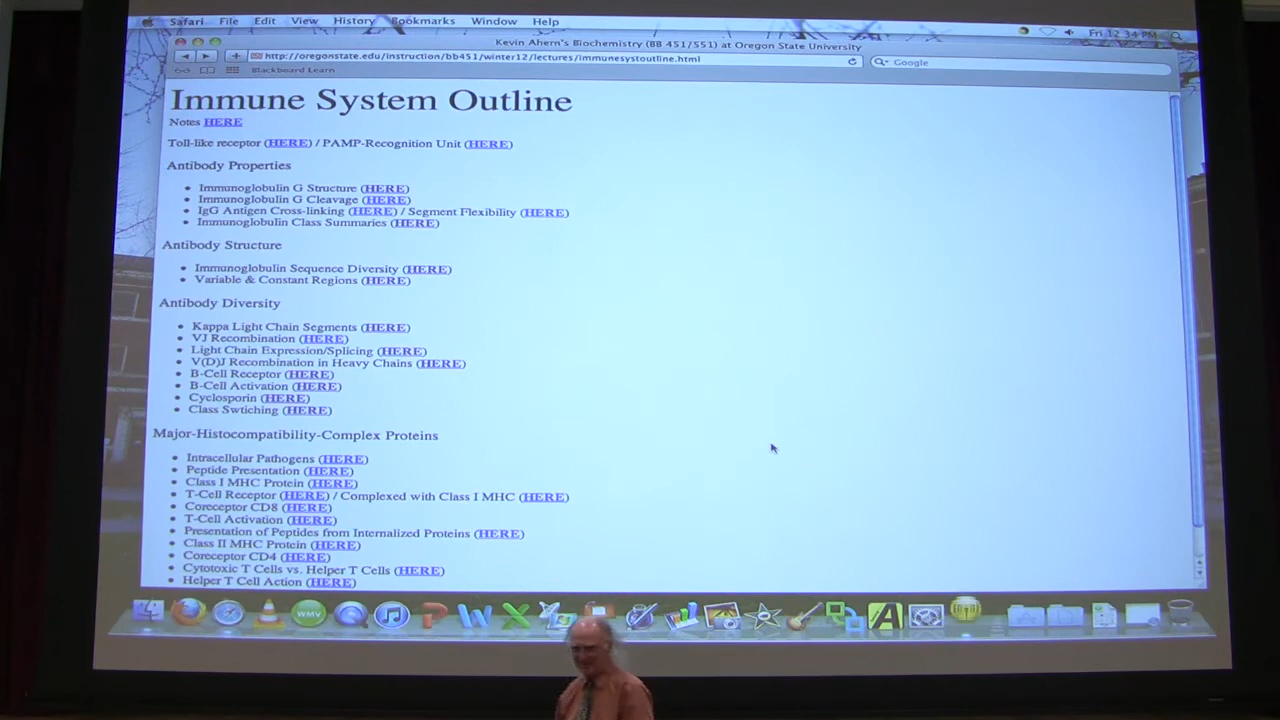 Safari File Edit View History Bookmarks Window Help Fri 12:34 PM
Kevin Ahern's Biochemistry (BB 451/551) at Oregon State University
http://oregonstate.edu/instruction/bb451/winter12/lectures/immunesystoutline.html Google
Blackboard Learn
Immune System Outline
Notes HERE
Toll-like receptor (HERE) / PAMP-Recognition Unit (HERE)
Antibody Properties
• Immunoglobulin G Structure (HERE)
• Immunoglobulin G Cleavage (HERE)
• IgG Antigen Cross-linking (HERE) / Segment Flexibility (HERE)
• Immunoglobulin Class Summaries (HERE)
Antibody Structure
• Immunoglobulin Sequence Diversity (HERE)
• Variable & Constant Regions (HERE)
Antibody Diversity
• Kappa Light Chain Segments (HERE)
• VJ Recombination (HERE)
• Light Chain Expression/Splicing (HERE)
• V(D)J Recombination in Heavy Chains (HERE)
• B-Cell Receptor (HERE)
• B-Cell Activation (HERE)
• Cyclosporin (HERE)
• Class Swtiching (HERE)
Major-Histocompatibility-Complex Proteins
• Intracellular Pathogens (HERE)
• Peptide Presentation (HERE)
• Class I MHC Protein (HERE)
• T-Cell Receptor (HERE) / Complexed with Class I MHC (HERE)
• Coreceptor CD8 (HERE)
• T-Cell Activation (HERE)
• Presentation of Peptides from Internalized Proteins (HERE)
• Class II MHC Protein (HERE)
• Coreceptor CD4 (HERE)
• Cytotoxic T Cells vs. Helper T Cells (HERE)
• Helper T Cell Action (HERE)
WMV